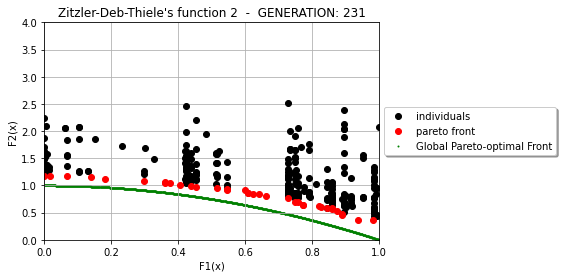 Zitzler-Deb-Thiele's function 2 - GENERATION: 231
4.0
3.5
3.0
2.5
2.0
1.5
1.0
0.5
0.0
F2(x)
0.0 0.2 0.4 0.6 0.8 1.0
F1(x)
individuals
pareto front
Global Pareto-optimal Front